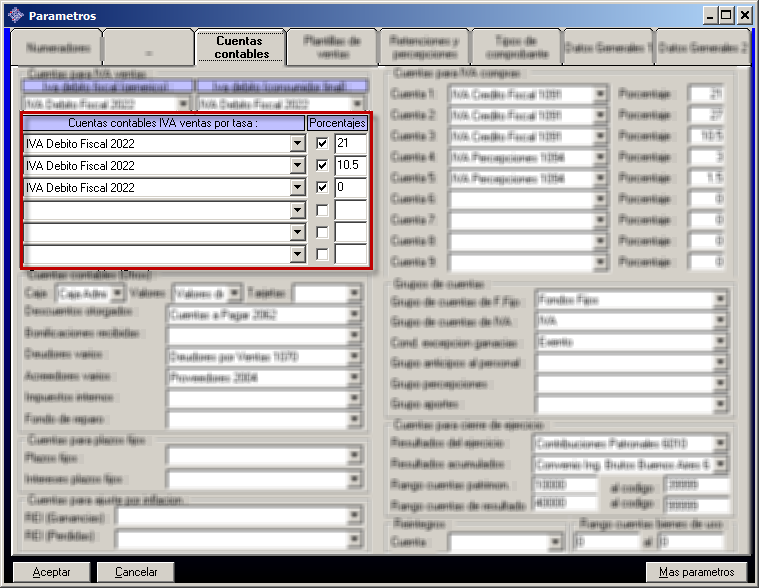 Parametros
Numeradores
Cuentas
contables
Plantillas de
ventas
Retenciones y
percepciones
Tipos de
comprobante
Datos Generales 1
Datos Generales 2
Cuentas para IVA ventas
Iva debito fiscal (generico)
Iva debito (consumidor final)
IVA Debito Fiscal 2022
IVA Debito Fiscal 2022
Cuentas contables IVA ventas por tasa :
Porcentajes
IVA Debito Fiscal 2022
21
IVA Debito Fiscal 2022
10.5
IVA Debito Fiscal 2022
0
Cuentas contables (Otros)
Caja
Valores
Tarjetas
Descuentos otorgados
Cuentas a Pagar 2062
Bonificaciones recibidas
Deudores varios
Deudores por Ventas 1070
Acreedores varios
Proveedores 2004
Impuestos internos
Fondo de reparo
Cuentas para plazos fijos
Plazos fijos
Intereses plazos fijos
Cuentas para ajuste por inflacion
REI (Ganancias)
REI (Perdidas)
Cuentas para IVA compras
Cuenta 1
IVA Credito Fiscal 1091
Porcentaje
21
Cuenta 2
IVA Credito Fiscal 1091
Porcentaje
27
Cuenta 3
IVA Credito Fiscal 1091
Porcentaje
10.5
Cuenta 4
IVA Percepciones 1094
Porcentaje
3
Cuenta 5
IVA Percepciones 1094
Porcentaje
1.5
Cuenta 6
Porcentaje
0
Cuenta 7
Porcentaje
0
Cuenta 8
Porcentaje
0
Cuenta 9
Porcentaje
0
Grupos de cuentas
Grupo de cuentas de F.Fijo
Fondos Fijos
Grupo de cuentas de IVA
IVA
Cond. excepcion ganacias
Exento
Grupo anticipos al personal
Grupo percepciones
Grupo aportes
Cuentas para cierre de ejercicio
Resultados del ejercicio
Contribuciones Patronales 6010
Resultados acumulados
Convenio Ing. Brutos Buenos Aires 6
Rango cuentas patrimon. :
10000
al codigo
39999
Rango cuentas de resultado
40000
al codigo
99999
Reintegros
Cuenta
Rango cuentas bienes de uso
0
al
0
Aceptar
Cancelar
Mas parametros